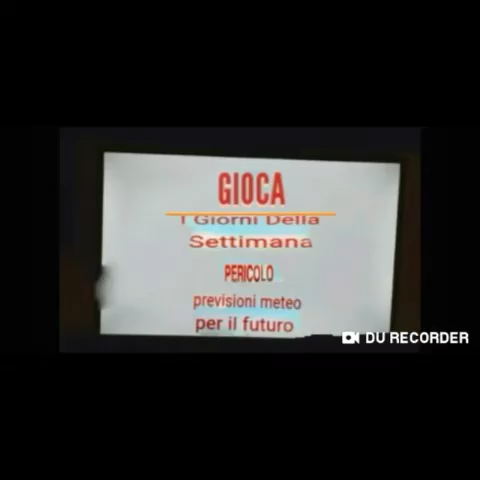 GIOCA
I Giorni Della
Settimana
PERICOLO
previsioni meteo
per il futuro
DU RECORDER